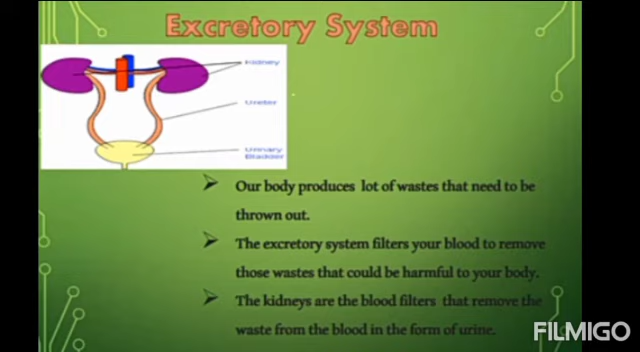 Excretory System
Kidney
Ureter
Urinary
Bladder
Our body produces lot of wastes that need to be
thrown out.
The excretory system filters your blood to remove
those wastes that could be harmful to your body.
The kidneys are the blood filters that remove the
waste from the blood in the form of urine.
FILMIGO